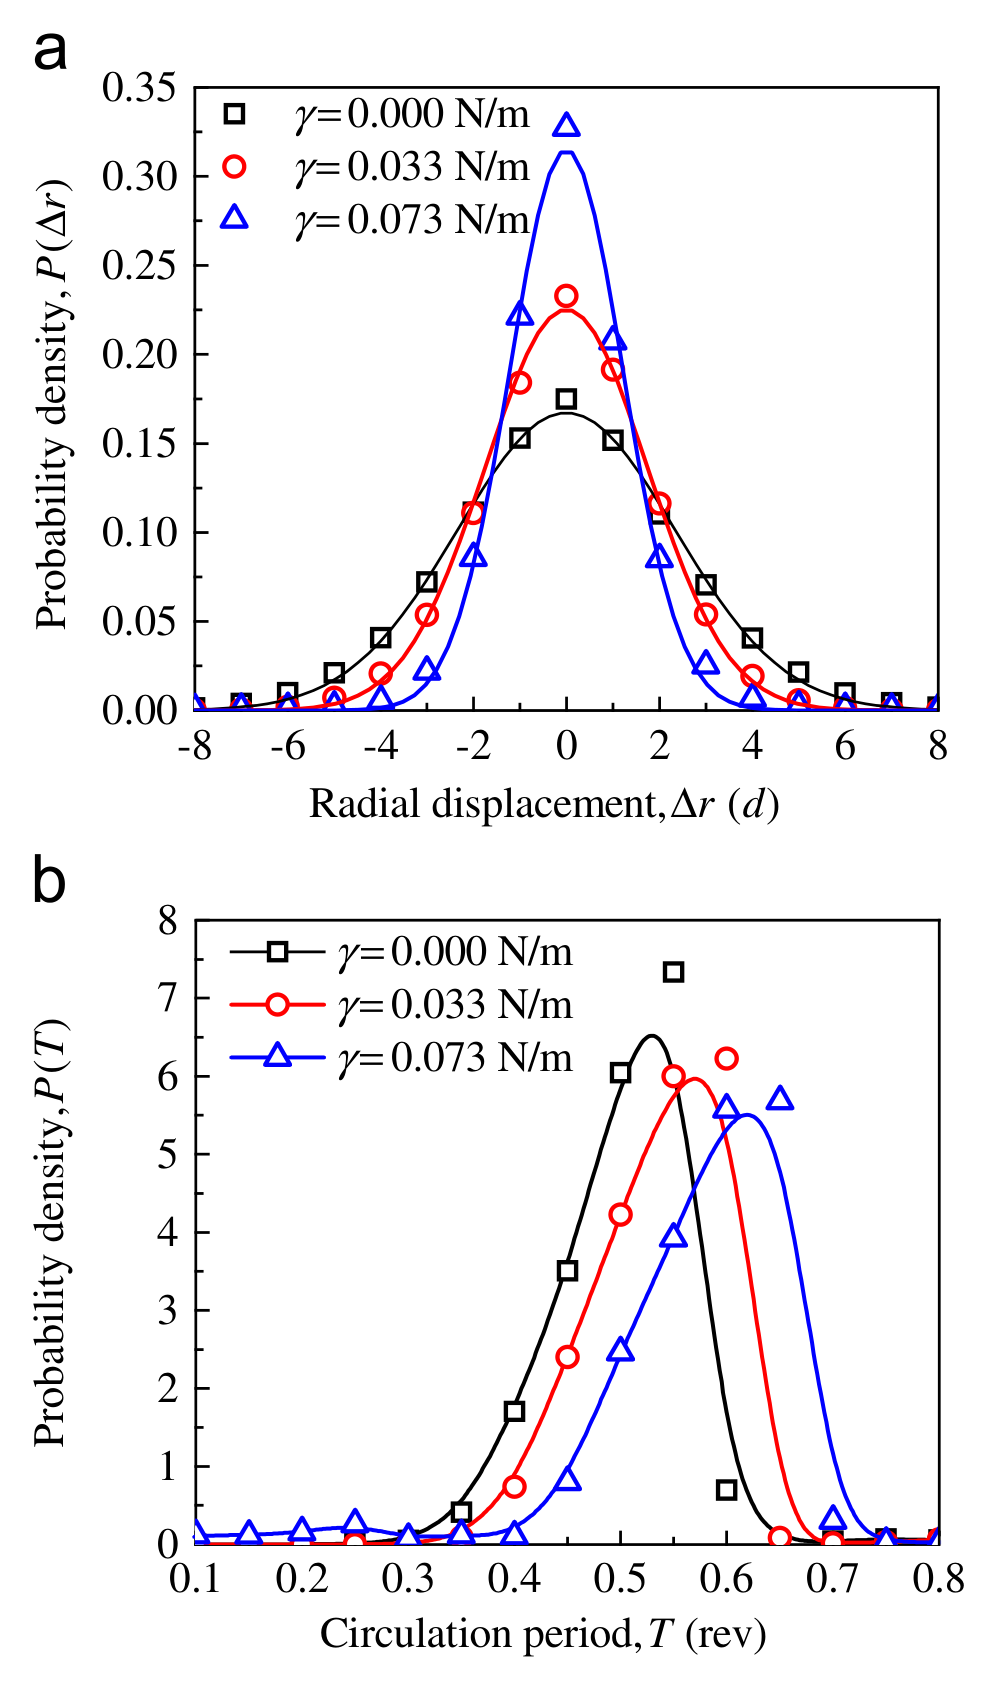 a
Probability density, P(Δr)
0.35
0.30
0.25
0.20
0.15
0.10
0.05
0.00
γ=0.000 N/m
γ=0.033 N/m
γ=0.073 N/m
-8 -6 -4 -2 0 2 4 6 8
Radial displacement, Δr (d)
b
Probability density, P(T)
8
7
6
5
4
3
2
1
0
γ=0.000 N/m
γ=0.033 N/m
γ=0.073 N/m
0.1 0.2 0.3 0.4 0.5 0.6 0.7 0.8
Circulation period, T (rev)